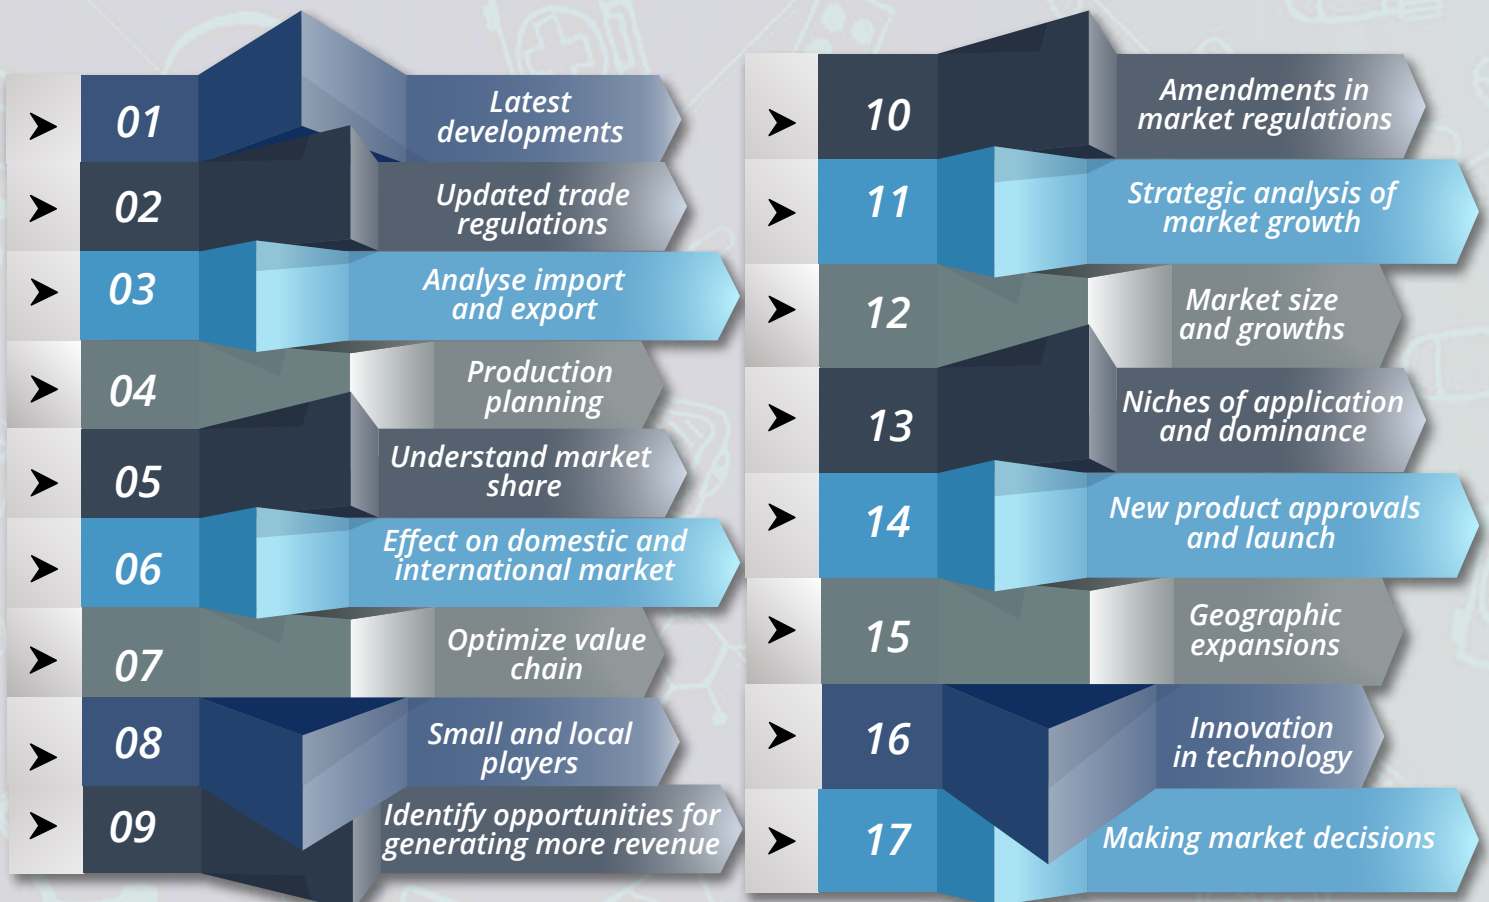 01
Latest
developments
02
Updated trade
regulations
03
Analyse import
and export
04
Production
planning
05
Understand market
share
06
Effect on domestic and
international market
07
Optimize value
chain
08
Small and local
players
09
Identify opportunities for
generating more revenue
10
Amendments in
market regulations
11
Strategic analysis of
market growth
12
Market size
and growths
13
Niches of application
and dominance
14
New product approvals
and launch
15
Geographic
expansions
16
Innovation
in technology
17
Making market decisions